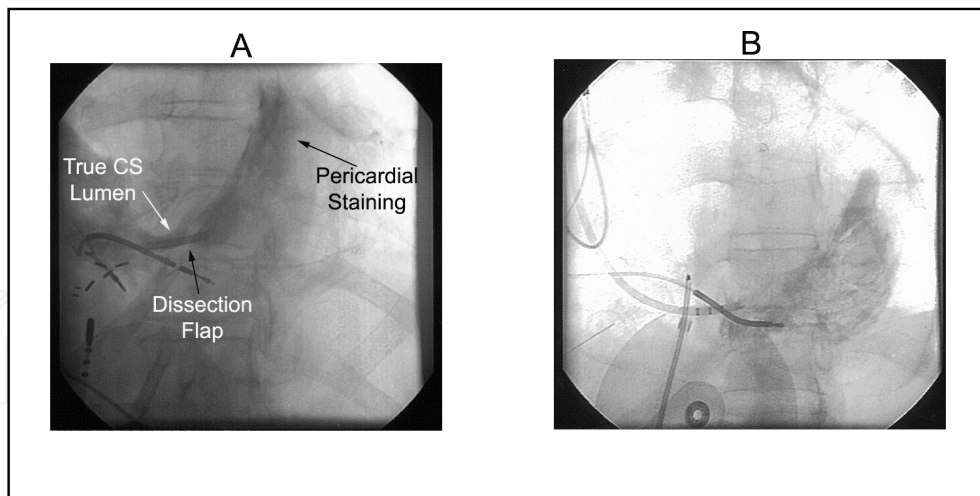 A
B
True CS
Lumen
Pericardial
Staining
Dissection
Flap